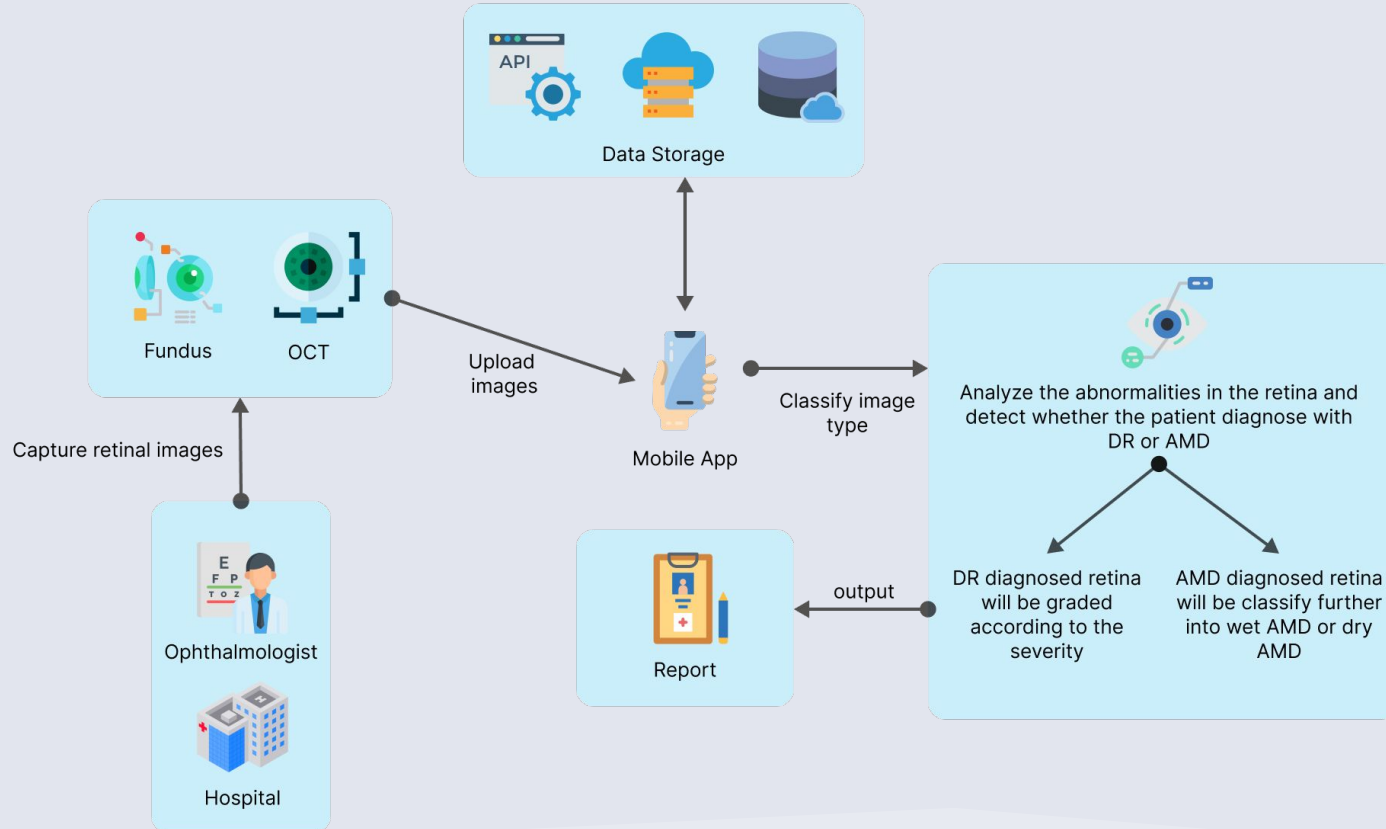 API
Data Storage
Fundus
OCT
Upload
images
Capture retinal images
Mobile App
Classify image
type
Analyze the abnormalities in the retina and
detect whether the patient diagnose with
DR or AMD
DR diagnosed retina
will be graded
according to the
severity
AMD diagnosed retina
will be classify further
into wet AMD or dry
AMD
output
Report
E
F P
T O Z
Ophthalmologist
H
Hospital